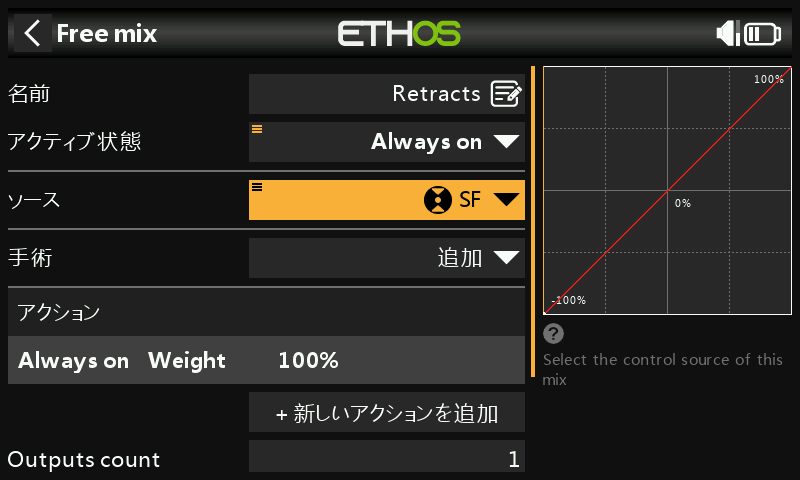 Free mix
ETHOS
名前 Retracts
アクティブ状態 Always on
ソース SF
手術 追加
アクション
Always on Weight 100%
+ 新しいアクションを追加
Outputs count 1
100%
0%
-100%
?
Select the control source of this
mix